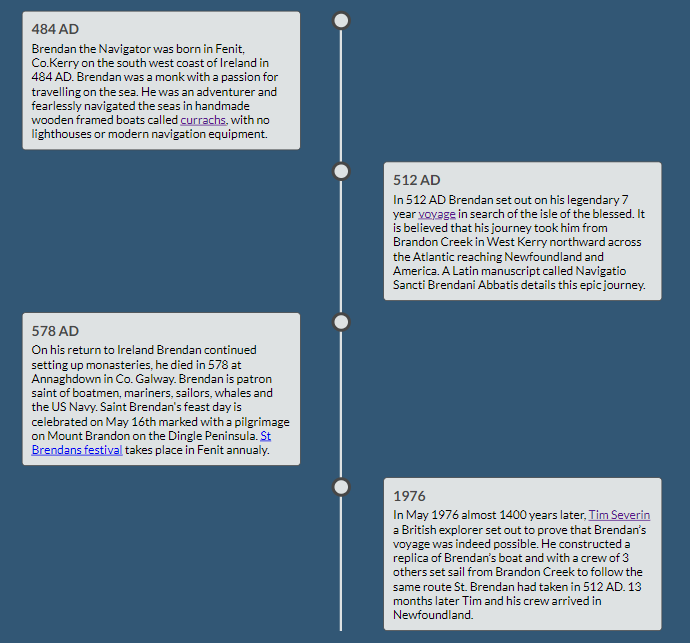 484 AD
Brendan the Navigator was born in Fenit,
Co.Kerry on the south west coast of Ireland in
484 AD. Brendan was a monk with a passion for
travelling on the sea. He was an adventurer and
fearlessly navigated the seas in handmade
wooden framed boats called currachs, with no
lighthouses or modern navigation equipment.
512 AD
In 512 AD Brendan set out on his legendary 7
year voyage in search of the isle of the blessed. It
is believed that his journey took him from
Brandon Creek in West Kerry northward across
the Atlantic reaching Newfoundland and
America. A Latin manuscript called Navigatio
Sancti Brendani Abbatis details this epic journey.
578 AD
On his return to Ireland Brendan continued
setting up monasteries, he died in 578 at
Annaghdown in Co. Galway. Brendan is patron
saint of boatmen, mariners, sailors, whales and
the US Navy. Saint Brendan's feast day is
celebrated on May 16th marked with a pilgrimage
on Mount Brandon on the Dingle Peninsula. St
Brendans festival takes place in Fenit annualy.
1976
In May 1976 almost 1400 years later, Tim Severin
a British explorer set out to prove that Brendan's
voyage was indeed possible. He constructed a
replica of Brendan's boat and with a crew of 3
others set sail from Brandon Creek to follow the
same route St. Brendan had taken in 512 AD. 13
months later Tim and his crew arrived in
Newfoundland.